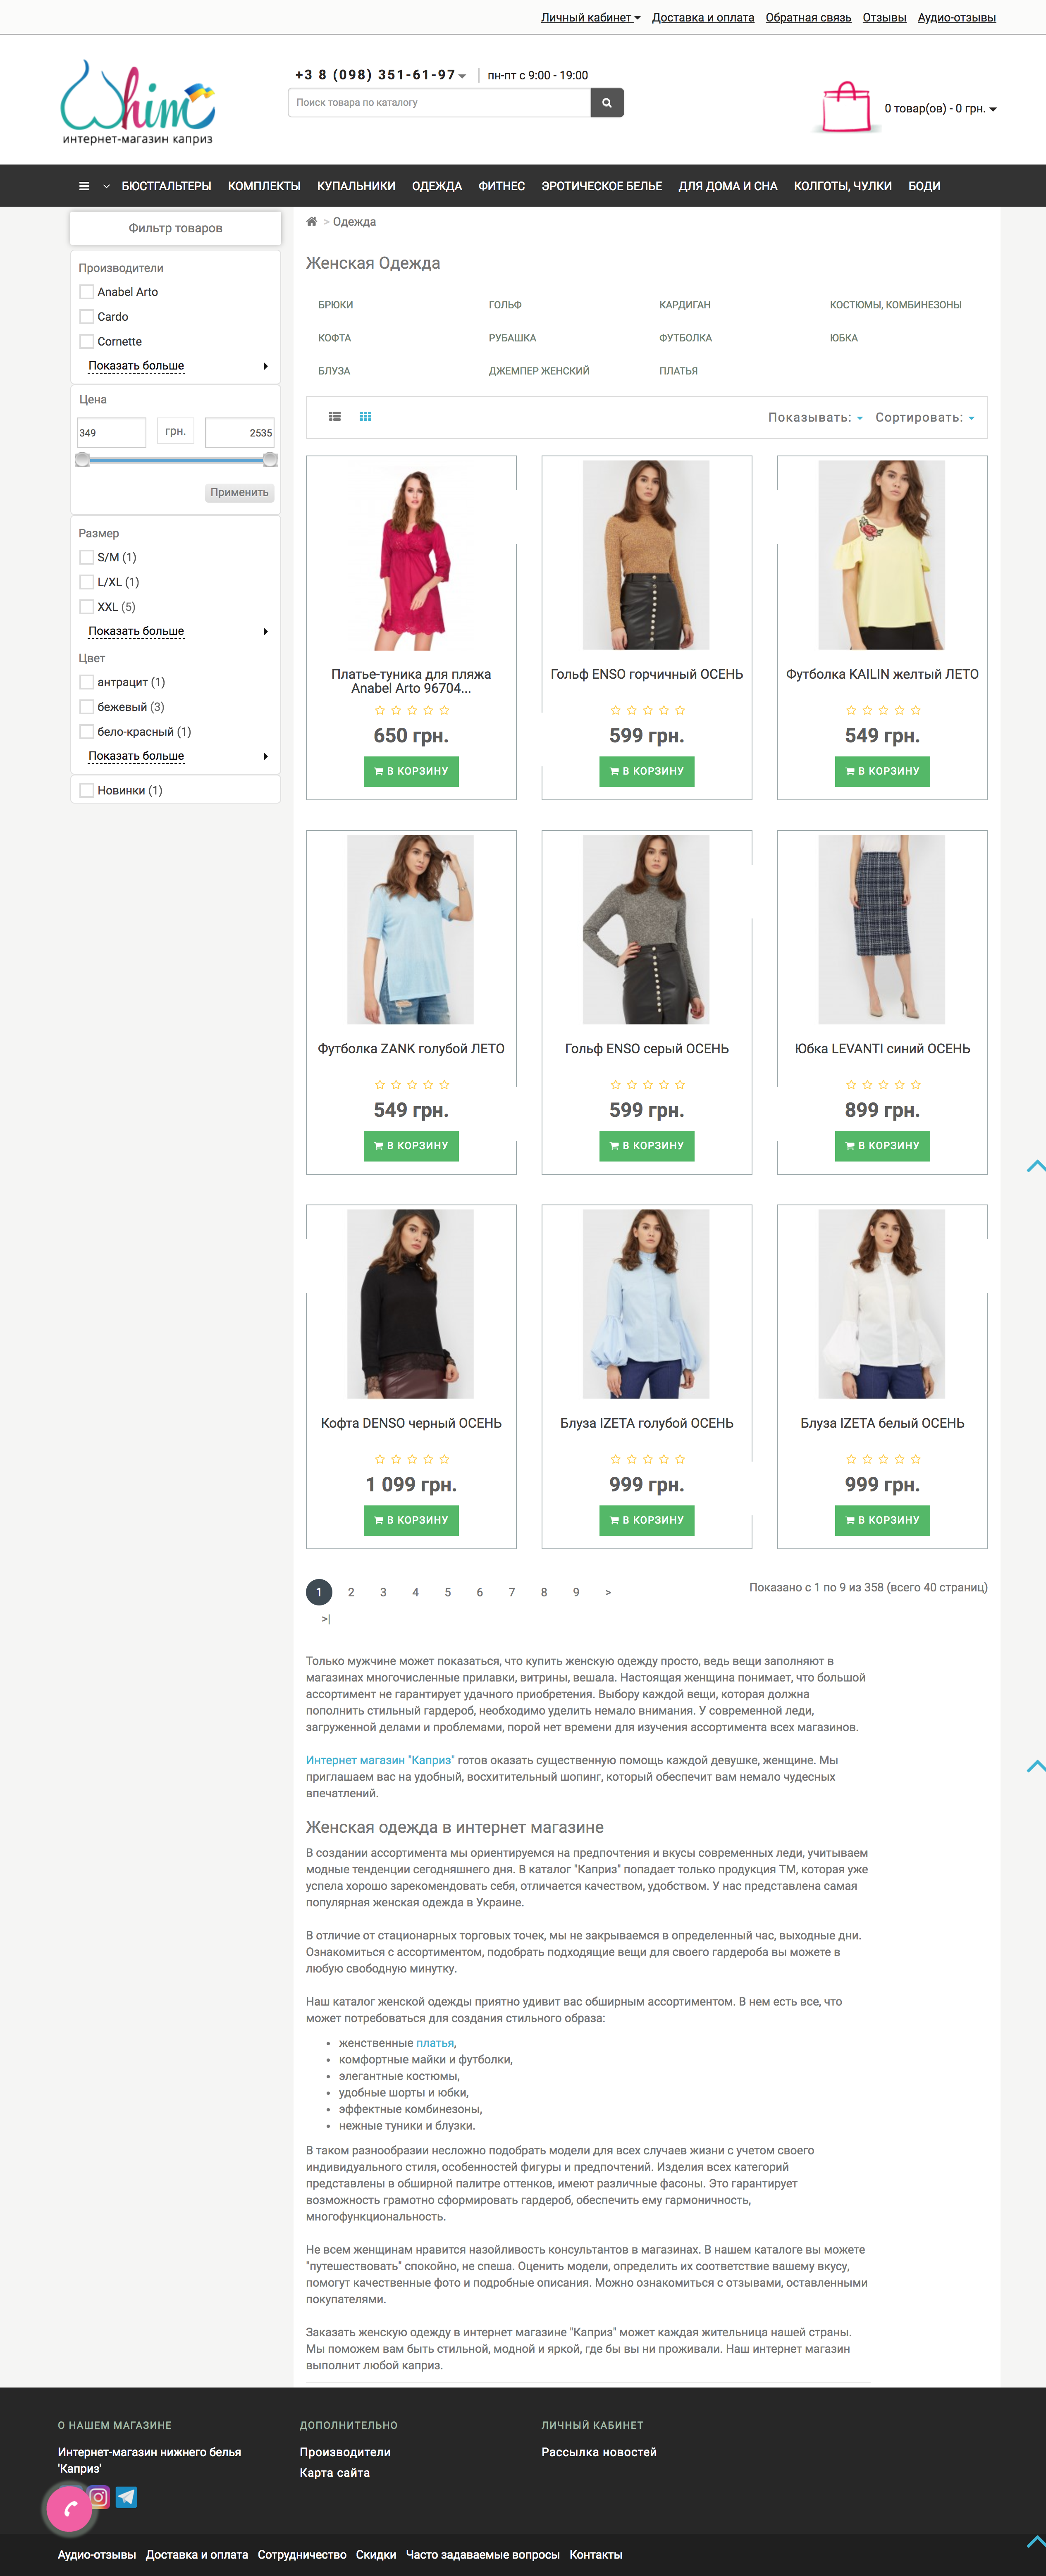 Личный кабинет Доставка и оплата Обратная связь Отзывы Аудио-отзывы
Whim
интернет-магазин каприз
+3 8 (098) 351-61-97 пн-пт с 9:00 - 19:00
Поиск товара по каталогу
0 товар(ов) - 0 грн.
БЮСТГАЛЬТЕРЫ КОМПЛЕКТЫ КУПАЛЬНИКИ ОДЕЖДА ФИТНЕС ЭРОТИЧЕСКОЕ БЕЛЬЕ ДЛЯ ДОМА И СНА КОЛГОТЫ, ЧУЛКИ БОДИ
Фильтр товаров
Производители
Anabel Arto
Cardo
Cornette
Показать больше
Цена
349 грн. 2535
Применить
Размер
S/M (1)
L/XL (1)
XXL (5)
Показать больше
Цвет
антрацит (1)
бежевый (3)
бело-красный (1)
Показать больше
Новинки (1)
> Одежда
Женская Одежда
БРЮКИ ГОЛЬФ КАРДИГАН КОСТЮМЫ, КОМБИНЕЗОНЫ
КОФТА РУБАШКА ФУТБОЛКА ЮБКА
БЛУЗА ДЖЕМПЕР ЖЕНСКИЙ ПЛАТЬЯ
Показывать: Сортировать:
Платье-туника для пляжа
Anabel Arto 96704...
650 грн.
В КОРЗИНУ
Гольф ENSO горчичный ОСЕНЬ
599 грн.
В КОРЗИНУ
Футболка KAILIN желтый ЛЕТО
549 грн.
В КОРЗИНУ
Футболка ZANK голубой ЛЕТО
549 грн.
В КОРЗИНУ
Гольф ENSO серый ОСЕНЬ
599 грн.
В КОРЗИНУ
Юбка LEVANTI синий ОСЕНЬ
899 грн.
В КОРЗИНУ
Кофта DENSO черный ОСЕНЬ
1 099 грн.
В КОРЗИНУ
Блуза IZETA голубой ОСЕНЬ
999 грн.
В КОРЗИНУ
Блуза IZETA белый ОСЕНЬ
999 грн.
В КОРЗИНУ
1 2 3 4 5 6 7 8 9 >
>|
Показано с 1 по 9 из 358 (всего 40 страниц)
Только мужчине может показаться, что купить женскую одежду просто, ведь вещи заполняют в
магазинах многочисленные прилавки, витрины, вешала. Настоящая женщина понимает, что большой
ассортимент не гарантирует удачного приобретения. Выбору каждой вещи, которая должна
пополнить стильный гардероб, необходимо уделить немало внимания. У современной леди,
загруженной делами и проблемами, порой нет времени для изучения ассортимента всех магазинов.
Интернет магазин "Каприз" готов оказать существенную помощь каждой девушке, женщине. Мы
приглашаем вас на удобный, восхитительный шопинг, который обеспечит вам немало чудесных
впечатлений.
Женская одежда в интернет магазине
В создании ассортимента мы ориентируемся на предпочтения и вкусы современных леди, учитываем
модные тенденции сегодняшнего дня. В каталог "Каприз" попадает только продукция ТМ, которая уже
успела хорошо зарекомендовать себя, отличается качеством, удобством. У нас представлена самая
популярная женская одежда в Украине.
В отличие от стационарных торговых точек, мы не закрываемся в определенный час, выходные дни.
Ознакомиться с ассортиментом, подобрать подходящие вещи для своего гардероба вы можете в
любую свободную минутку.
Наш каталог женской одежды приятно удивит вас обширным ассортиментом. В нем есть все, что
может потребоваться для создания стильного образа:
• женственные платья,
• комфортные майки и футболки,
• элегантные костюмы,
• удобные шорты и юбки,
• эффектные комбинезоны,
• нежные туники и блузки.
В таком разнообразии несложно подобрать модели для всех случаев жизни с учетом своего
индивидуального стиля, особенностей фигуры и предпочтений. Изделия всех категорий
представлены в обширной палитре оттенков, имеют различные фасоны. Это гарантирует
возможность грамотно сформировать гардероб, обеспечить ему гармоничность,
многофункциональность.
Не всем женщинам нравится назойливость консультантов в магазинах. В нашем каталоге вы можете
"путешествовать" спокойно, не спеша. Оценить модели, определить их соответствие вашему вкусу,
помогут качественные фото и подробные описания. Можно ознакомиться с отзывами, оставленными
покупателями.
Заказать женскую одежду в интернет магазине "Каприз" может каждая жительница нашей страны.
Мы поможем вам быть стильной, модной и яркой, где бы вы ни проживали. Наш интернет магазин
выполнит любой каприз.
О НАШЕМ МАГАЗИНЕ
Интернет-магазин нижнего белья
'Каприз'
ДОПОЛНИТЕЛЬНО
Производители
Карта сайта
ЛИЧНЫЙ КАБИНЕТ
Рассылка новостей
Аудио-отзывы Доставка и оплата Сотрудничество Скидки Часто задаваемые вопросы Контакты